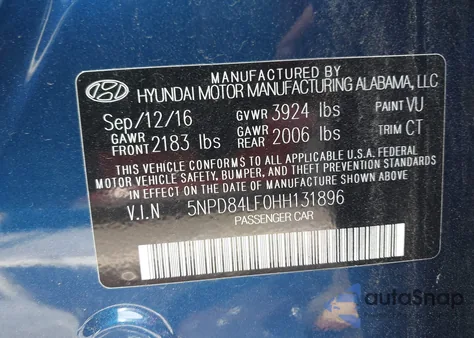 MANUFACTURED BY
HYUNDAI MOTOR MANUFACTURING ALABAMA, LLC
Sep/12/16 GVWR 3924 lbs PAINT VU
GAWR FRONT 2183 lbs GAWR REAR 2006 lbs TRIM CT
THIS VEHICLE CONFORMS TO ALL APPLICABLE U.S.A. FEDERAL
MOTOR VEHICLE SAFETY, BUMPER, AND THEFT PREVENTION STANDARDS
IN EFFECT ON THE DATE OF MANUFACTURE SHOWN ABOVE.
V.I.N 5NPD84LF0HH131896
PASSENGER CAR
autoSnap